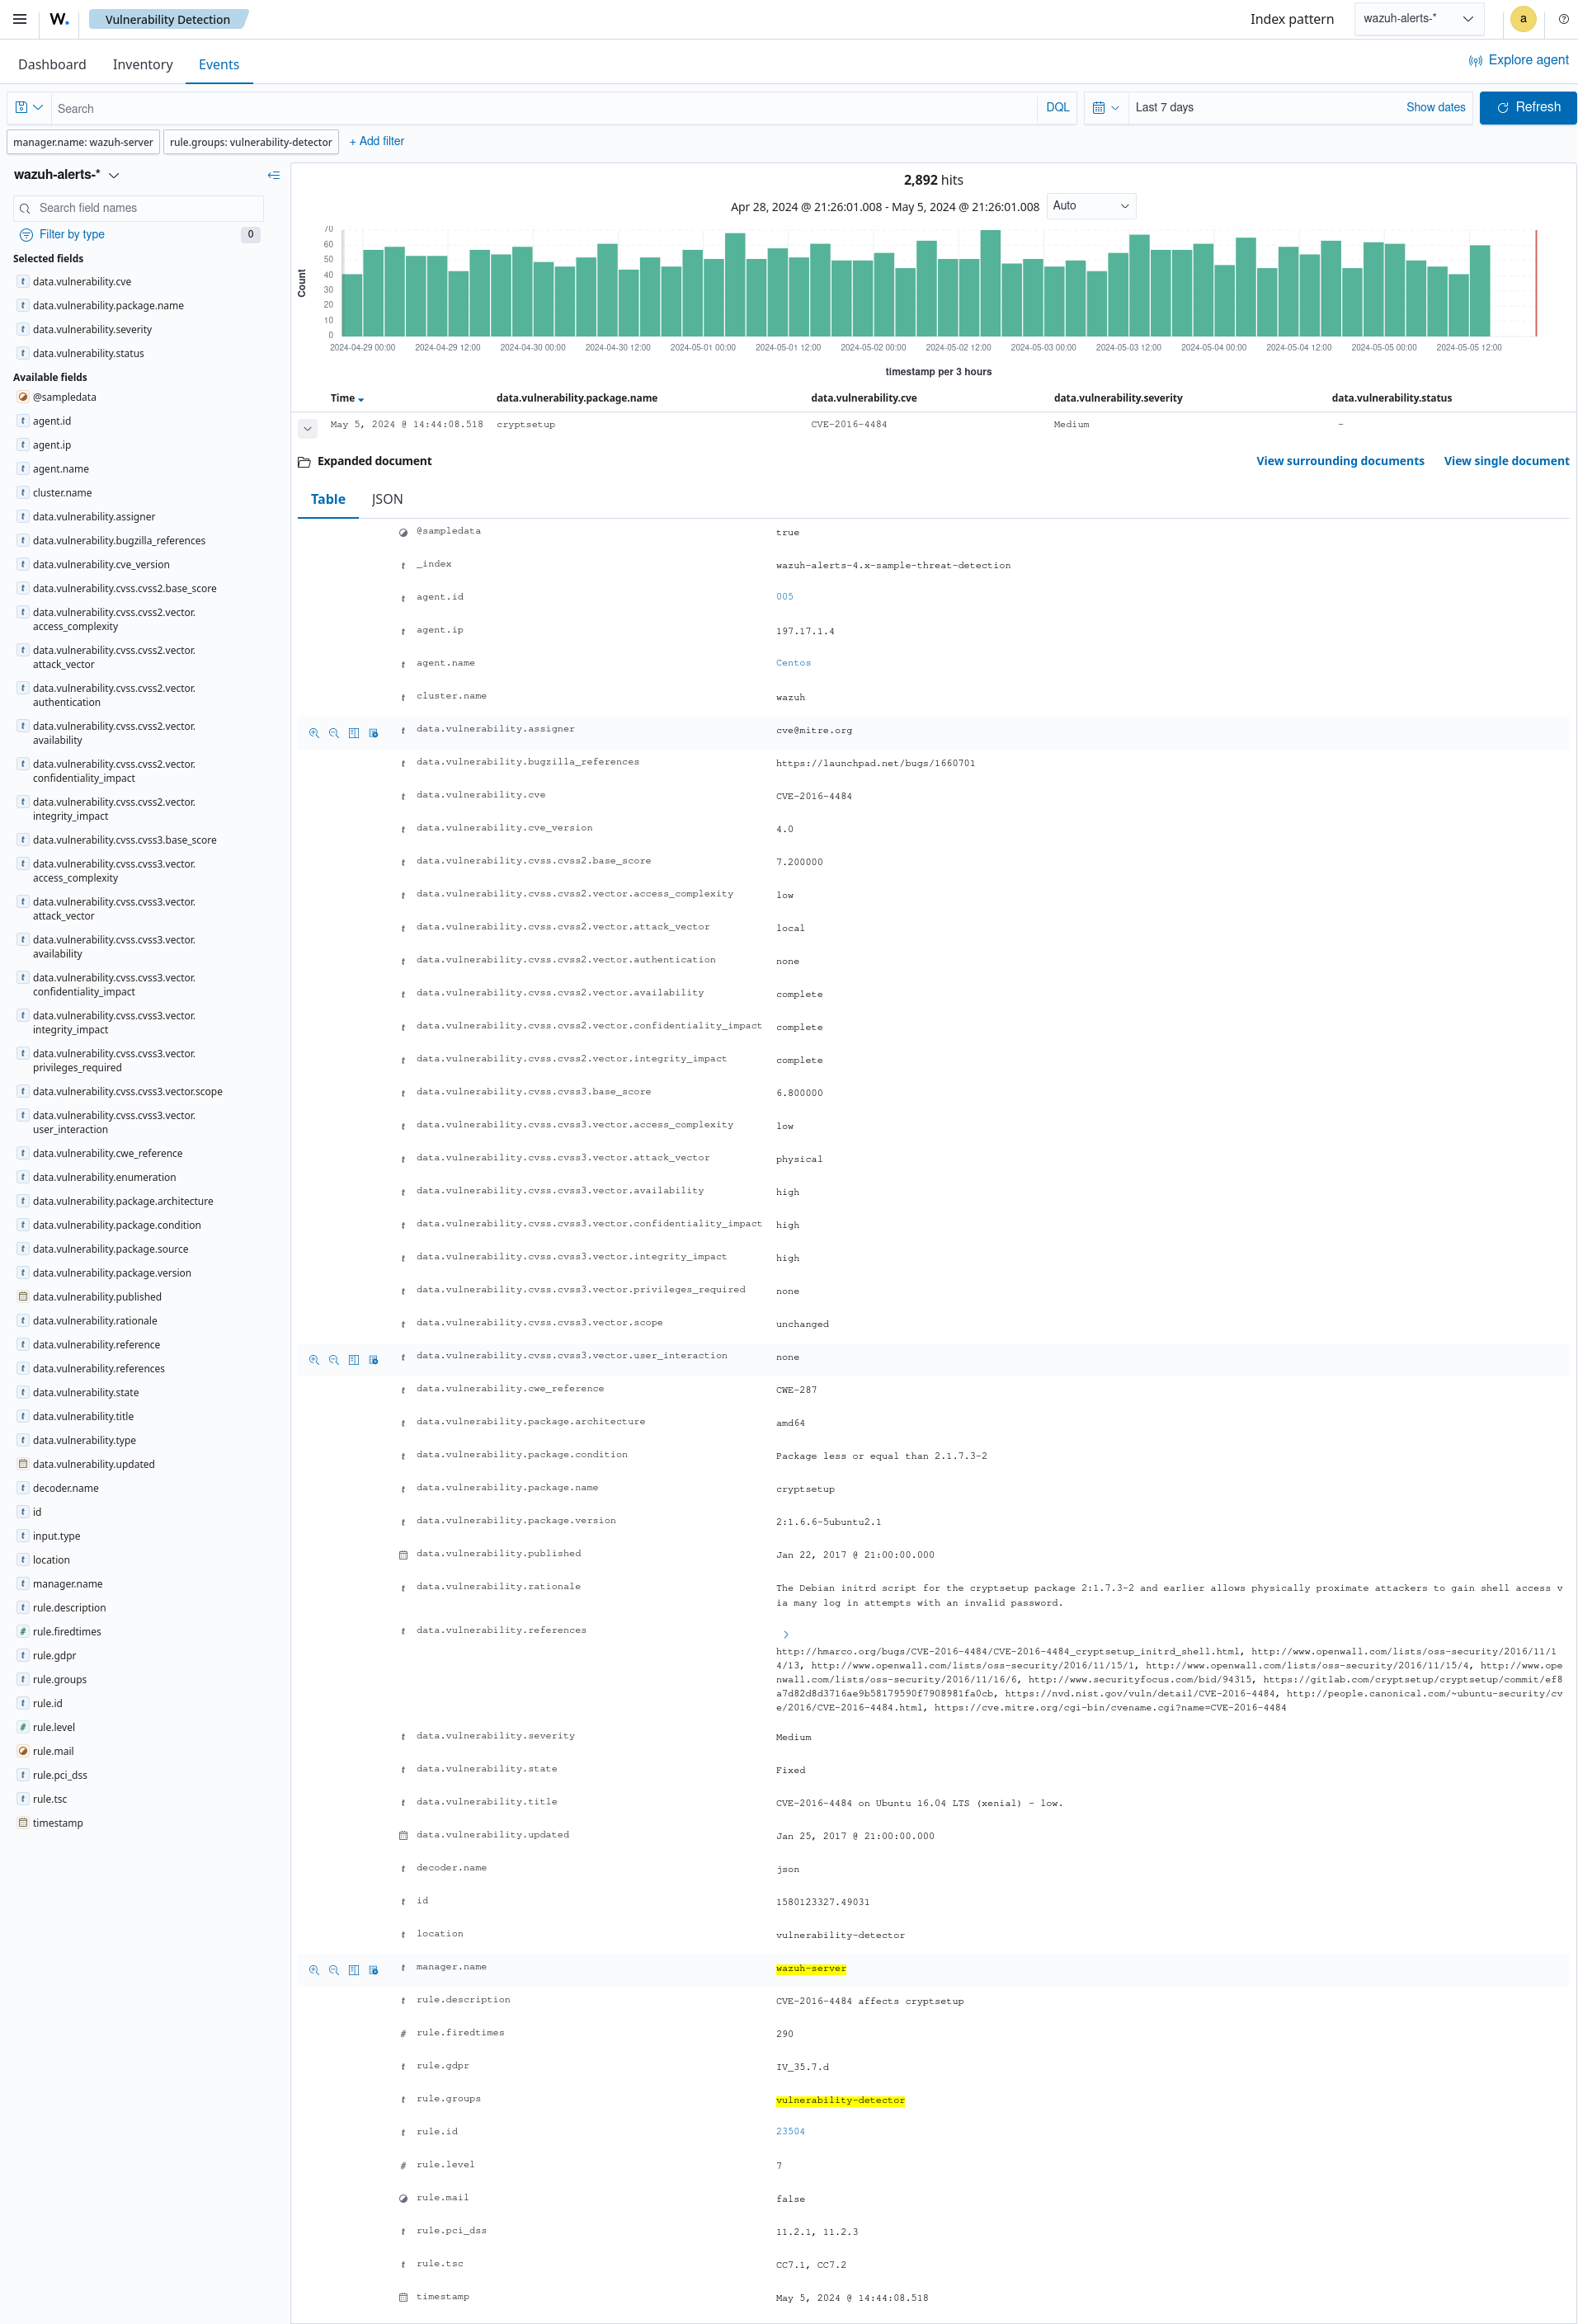 W.
Vulnerability Detection
Index pattern
wazuh-alerts-*
a
Dashboard
Inventory
Events
Explore agent
Search
DQL
Last 7 days
Show dates
Refresh
manager.name: wazuh-server
rule.groups: vulnerability-detector
+ Add filter
wazuh-alerts-*
Search field names
Filter by type
0
Selected fields
data.vulnerability.cve
data.vulnerability.package.name
data.vulnerability.severity
data.vulnerability.status
Available fields
@sampledata
agent.id
agent.ip
agent.name
cluster.name
data.vulnerability.assigner
data.vulnerability.bugzilla_references
data.vulnerability.cve_version
data.vulnerability.cvss.cvss2.base_score
data.vulnerability.cvss.cvss2.vector.
access_complexity
data.vulnerability.cvss.cvss2.vector.
attack_vector
data.vulnerability.cvss.cvss2.vector.
authentication
data.vulnerability.cvss.cvss2.vector.
availability
data.vulnerability.cvss.cvss2.vector.
confidentiality_impact
data.vulnerability.cvss.cvss2.vector.
integrity_impact
data.vulnerability.cvss.cvss3.base_score
data.vulnerability.cvss.cvss3.vector.
access_complexity
data.vulnerability.cvss.cvss3.vector.
attack_vector
data.vulnerability.cvss.cvss3.vector.
availability
data.vulnerability.cvss.cvss3.vector.
confidentiality_impact
data.vulnerability.cvss.cvss3.vector.
integrity_impact
data.vulnerability.cvss.cvss3.vector.
privileges_required
data.vulnerability.cvss.cvss3.vector.scope
data.vulnerability.cvss.cvss3.vector.
user_interaction
data.vulnerability.cwe_reference
data.vulnerability.enumeration
data.vulnerability.package.architecture
data.vulnerability.package.condition
data.vulnerability.package.source
data.vulnerability.package.version
data.vulnerability.published
data.vulnerability.rationale
data.vulnerability.reference
data.vulnerability.references
data.vulnerability.state
data.vulnerability.title
data.vulnerability.type
data.vulnerability.updated
decoder.name
id
input.type
location
manager.name
rule.description
rule.firedtimes
rule.gdpr
rule.groups
rule.id
rule.level
rule.mail
rule.pci_dss
rule.tsc
timestamp
2,892 hits
Apr 28, 2024 @ 21:26:01.008 - May 5, 2024 @ 21:26:01.008
Auto
Count
70
60
50
40
30
20
10
0
2024-04-29 00:00 2024-04-29 12:00 2024-04-30 00:00 2024-04-30 12:00 2024-05-01 00:00 2024-05-01 12:00 2024-05-02 00:00 2024-05-02 12:00 2024-05-03 00:00 2024-05-03 12:00 2024-05-04 00:00 2024-05-04 12:00 2024-05-05 00:00 2024-05-05 12:00
timestamp per 3 hours
Time data.vulnerability.package.name data.vulnerability.cve data.vulnerability.severity data.vulnerability.status
May 5, 2024 @ 14:44:08.518 cryptsetup CVE-2016-4484 Medium -
Expanded document
View surrounding documents
View single document
Table
JSON
@sampledata true
t _index wazuh-alerts-4.x-sample-threat-detection
t agent.id 005
t agent.ip 197.17.1.4
t agent.name Centos
t cluster.name wazuh
t data.vulnerability.assigner cve@mitre.org
t data.vulnerability.bugzilla_references https://launchpad.net/bugs/1660701
t data.vulnerability.cve CVE-2016-4484
t data.vulnerability.cve_version 4.0
t data.vulnerability.cvss.cvss2.base_score 7.200000
t data.vulnerability.cvss.cvss2.vector.access_complexity low
t data.vulnerability.cvss.cvss2.vector.attack_vector local
t data.vulnerability.cvss.cvss2.vector.authentication none
t data.vulnerability.cvss.cvss2.vector.availability complete
t data.vulnerability.cvss.cvss2.vector.confidentiality_impact complete
t data.vulnerability.cvss.cvss2.vector.integrity_impact complete
t data.vulnerability.cvss.cvss3.base_score 6.800000
t data.vulnerability.cvss.cvss3.vector.access_complexity low
t data.vulnerability.cvss.cvss3.vector.attack_vector physical
t data.vulnerability.cvss.cvss3.vector.availability high
t data.vulnerability.cvss.cvss3.vector.confidentiality_impact high
t data.vulnerability.cvss.cvss3.vector.integrity_impact high
t data.vulnerability.cvss.cvss3.vector.privileges_required none
t data.vulnerability.cvss.cvss3.vector.scope unchanged
t data.vulnerability.cvss.cvss3.vector.user_interaction none
t data.vulnerability.cwe_reference CWE-287
t data.vulnerability.package.architecture amd64
t data.vulnerability.package.condition Package less or equal than 2.1.7.3-2
t data.vulnerability.package.name cryptsetup
t data.vulnerability.package.version 2:1.6.6-5ubuntu2.1
data.vulnerability.published Jan 22, 2017 @ 21:00:00.000
t data.vulnerability.rationale The Debian initrd script for the cryptsetup package 2:1.7.3-2 and earlier allows physically proximate attackers to gain shell access v
ia many log in attempts with an invalid password.
t data.vulnerability.references
http://hmarco.org/bugs/CVE-2016-4484/CVE-2016-4484_cryptsetup_initrd_shell.html, http://www.openwall.com/lists/oss-security/2016/11/1
4/13, http://www.openwall.com/lists/oss-security/2016/11/15/1, http://www.openwall.com/lists/oss-security/2016/11/15/4, http://www.ope
nwall.com/lists/oss-security/2016/11/16/6, http://www.securityfocus.com/bid/94315, https://gitlab.com/cryptsetup/cryptsetup/commit/ef8
a7d82d8d3716ae9b58179590f7908981fa0cb, https://nvd.nist.gov/vuln/detail/CVE-2016-4484, http://people.canonical.com/~ubuntu-security/cv
e/2016/CVE-2016-4484.html, https://cve.mitre.org/cgi-bin/cvename.cgi?name=CVE-2016-4484
t data.vulnerability.severity Medium
t data.vulnerability.state Fixed
t data.vulnerability.title CVE-2016-4484 on Ubuntu 16.04 LTS (xenial) - low.
data.vulnerability.updated Jan 25, 2017 @ 21:00:00.000
t decoder.name json
t id 1580123327.49031
t location vulnerability-detector
t manager.name wazuh-server
t rule.description CVE-2016-4484 affects cryptsetup
# rule.firedtimes 290
t rule.gdpr IV_35.7.d
t rule.groups vulnerability-detector
t rule.id 23504
# rule.level 7
rule.mail false
t rule.pci_dss 11.2.1, 11.2.3
t rule.tsc CC7.1, CC7.2
timestamp May 5, 2024 @ 14:44:08.518